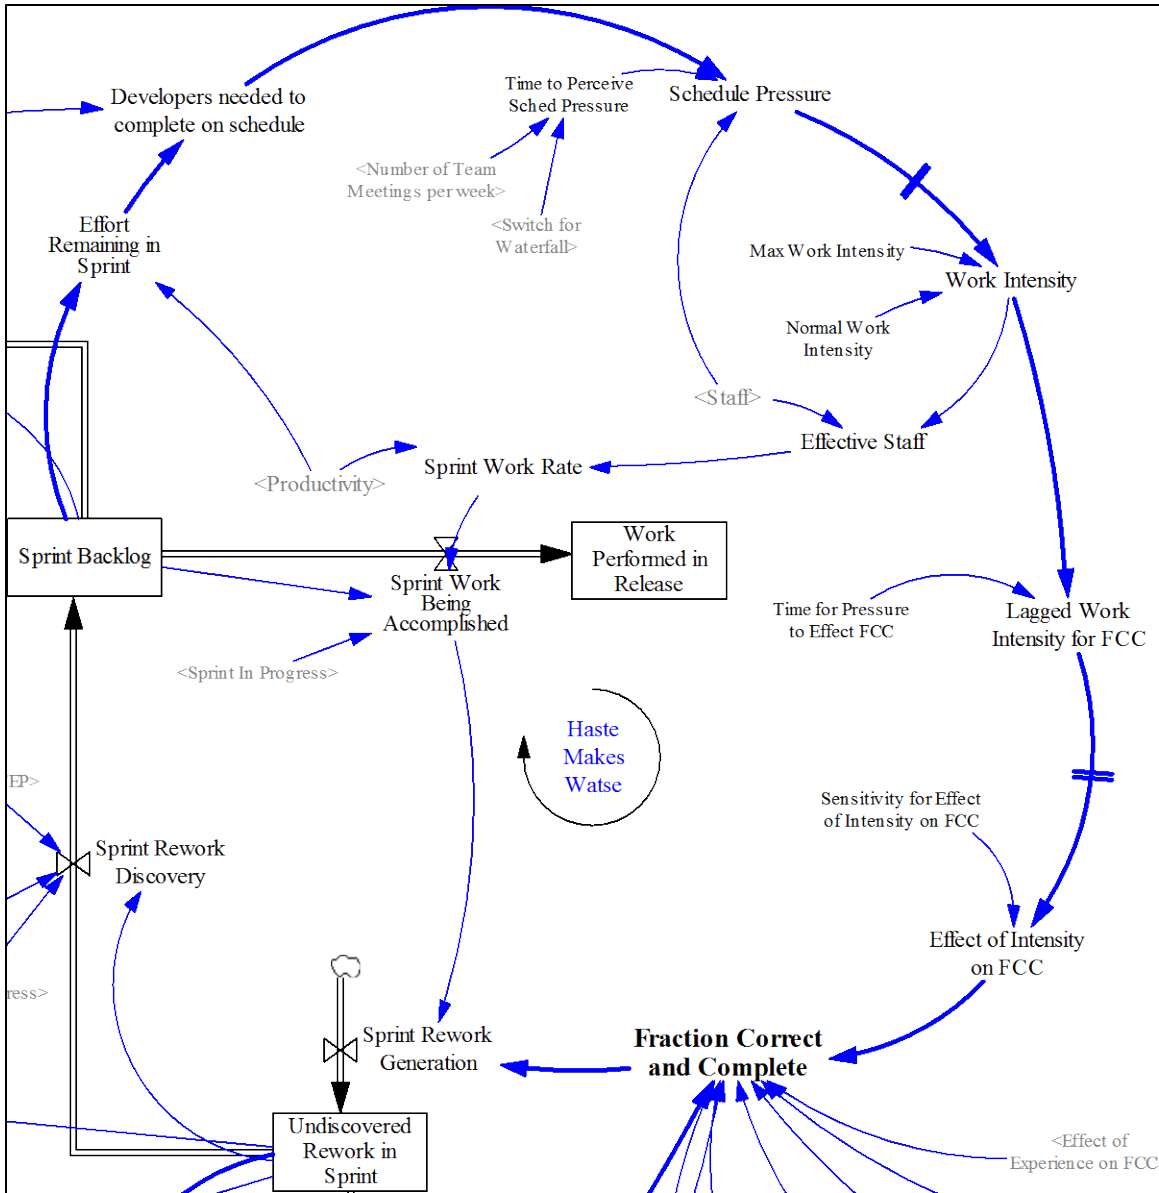 Developers needed to
complete on schedule
Time to Perceive
Sched Pressure
Schedule Pressure
<Number of Team
Meetings per week>
<Switch for
Waterfall>
Effort
Remaining in
Sprint
Max Work Intensity
Work Intensity
Normal Work
Intensity
<Staff>
Effective Staff
Sprint Work Rate
<Productivity>
Sprint Backlog
Work
Performed in
Release
Sprint Work
Being
Accomplished
Time for Pressure
to Effect FCC
Lagged Work
Intensity for FCC
<Sprint In Progress>
Haste
Makes
Watse
EP>
Sensitivity for Effect
of Intensity on FCC
Sprint Rework
Discovery
Effect of Intensity
on FCC
ress>
Sprint Rework
Generation
Fraction Correct
and Complete
Undiscovered
Rework in
Sprint
<Effect of
Experience on FCC